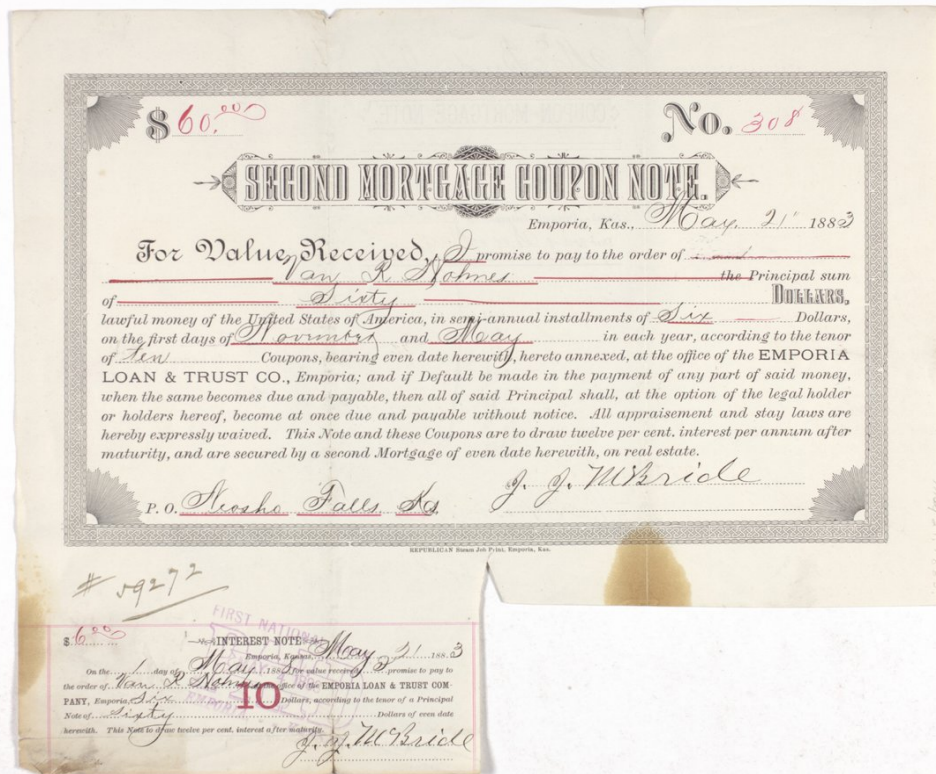 $ 60.00 No. 308
SECOND MORTGAGE COUPON NOTE.
Emporia, Kas., May 21 1883
For Value Received, I promise to pay to the order of
Van R Holmes the Principal sum
of Sixty DOLLARS,
lawful money of the United States of America, in semi-annual installments of Six Dollars,
on the first days of November and May in each year, according to the tenor
of ten Coupons, bearing even date herewith, hereto annexed, at the office of the EMPORIA
LOAN & TRUST CO., Emporia; and if Default be made in the payment of any part of said money,
when the same becomes due and payable, then all of said Principal shall, at the option of the legal holder
or holders hereof, become at once due and payable without notice. All appraisement and stay laws are
hereby expressly waived. This Note and these Coupons are to draw twelve per cent. interest per annum after
maturity, and are secured by a second Mortgage of even date herewith, on real estate.
J. J. McBride
P. O. Neosho Falls Ks.
REPUBLICAN Steam Job Print, Emporia, Kas.
# 59272
FIRST NATIONAL
$ 6.00 INTEREST NOTE
Emporia, Kansas, May 21 1883
On the 1 day of May 188 for value received I promise to pay to
the order of Van R Holmes office of the EMPORIA LOAN & TRUST COM-
PANY, Emporia Six 10 Dollars, according to the tenor of a Principal
Note of Sixty Dollars of even date
herewith. This Note to draw twelve per cent. interest after maturity.
J. J. McBride